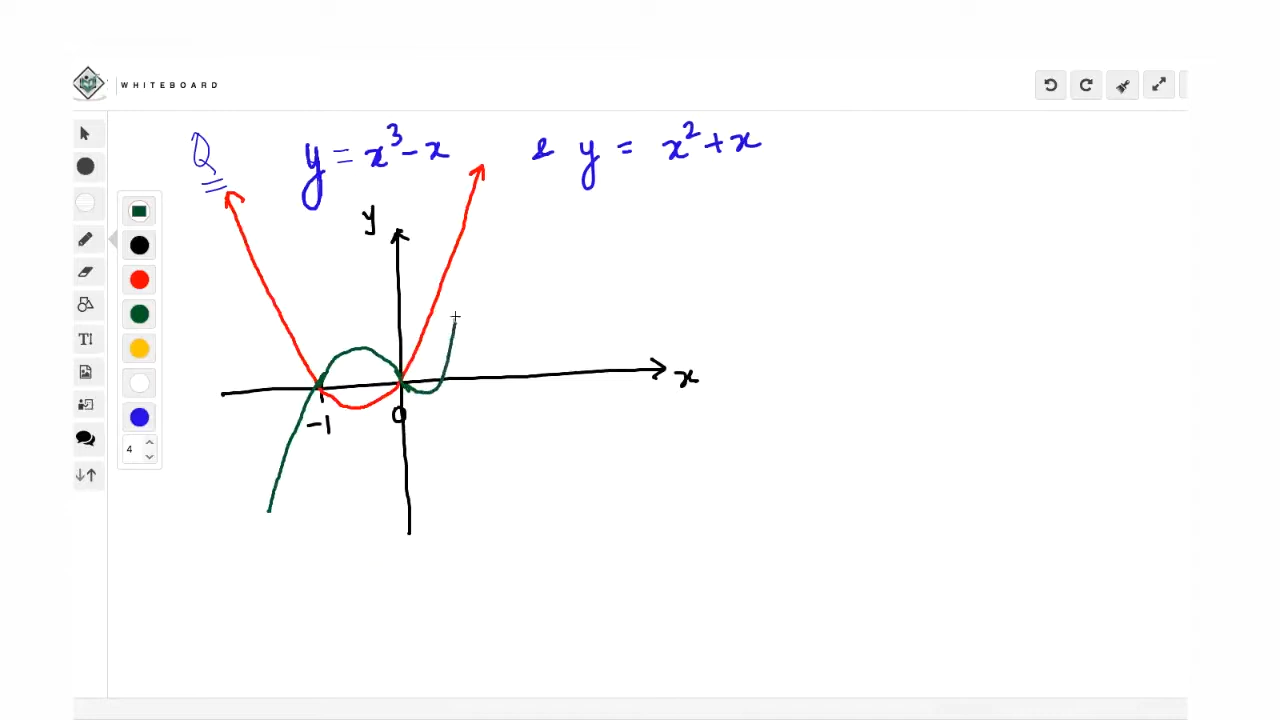 WHITEBOARD
Q y = x³ - x & y = x² + x
y
x
-1 0
T
4